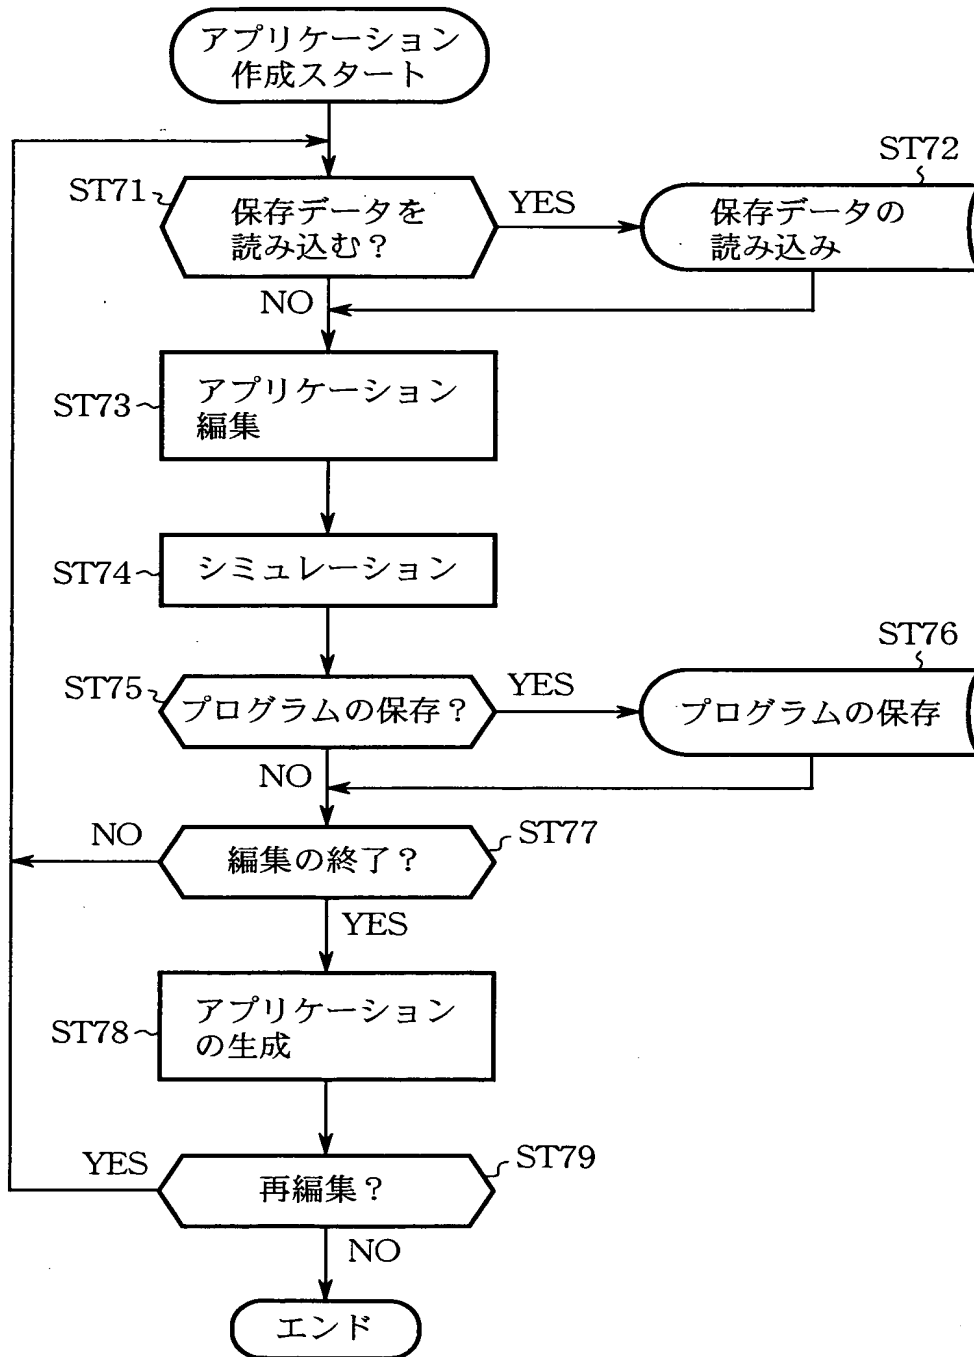 アプリケーション
作成スタート
ST71
保存データを
読み込む？
YES
ST72
保存データの
読み込み
NO
ST73
アプリケーション
編集
ST74
シミュレーション
ST75
プログラムの保存？
YES
ST76
プログラムの保存
NO
NO
編集の終了？
ST77
YES
ST78
アプリケーション
の生成
YES
再編集？
ST79
NO
エンド